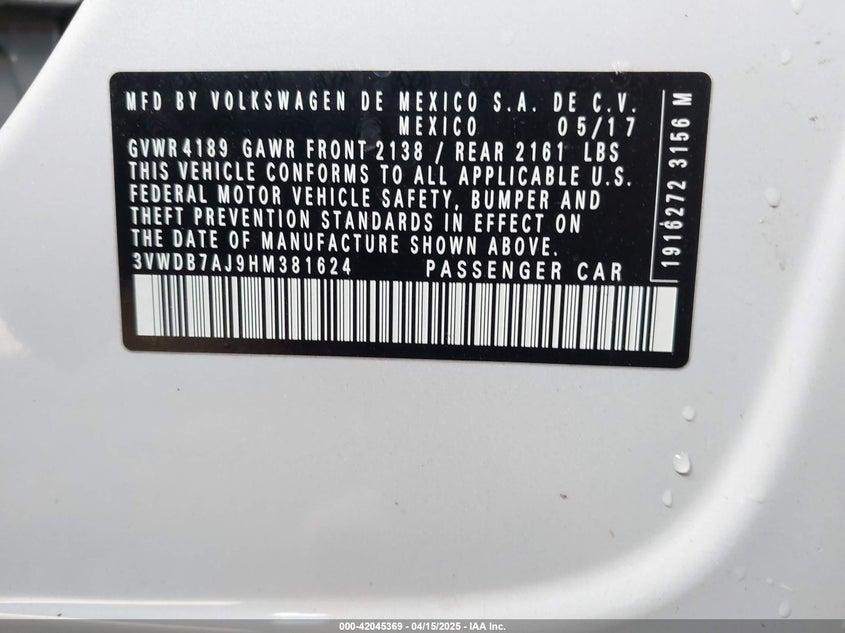 MFD BY VOLKSWAGEN DE MEXICO S.A. DE C.V.
MEXICO 05/17
GVWR 4189 GAWR FRONT 2138 / REAR 2161 LBS
THIS VEHICLE CONFORMS TO ALL APPLICABLE U.S.
FEDERAL MOTOR VEHICLE SAFETY, BUMPER AND
THEFT PREVENTION STANDARDS IN EFFECT ON
THE DATE OF MANUFACTURE SHOWN ABOVE.
3VWDB7AJ9HM381624 PASSENGER CAR
1916272 3156 M
000-42045369 - 04/15/2025 - IAA Inc.